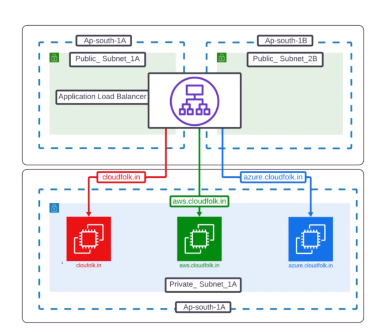 Ap-south-1A
Ap-south-1B
Public_ Subnet_1A
Public_ Subnet_2B
Application Load Balancer
cloudfolk.in
azure.cloudfolk.in
aws.cloudfolk.in
cloufolk.in
aws.cloudfolk.in
azure.cloudfolk.in
Private_ Subnet_1A
Ap-south-1A